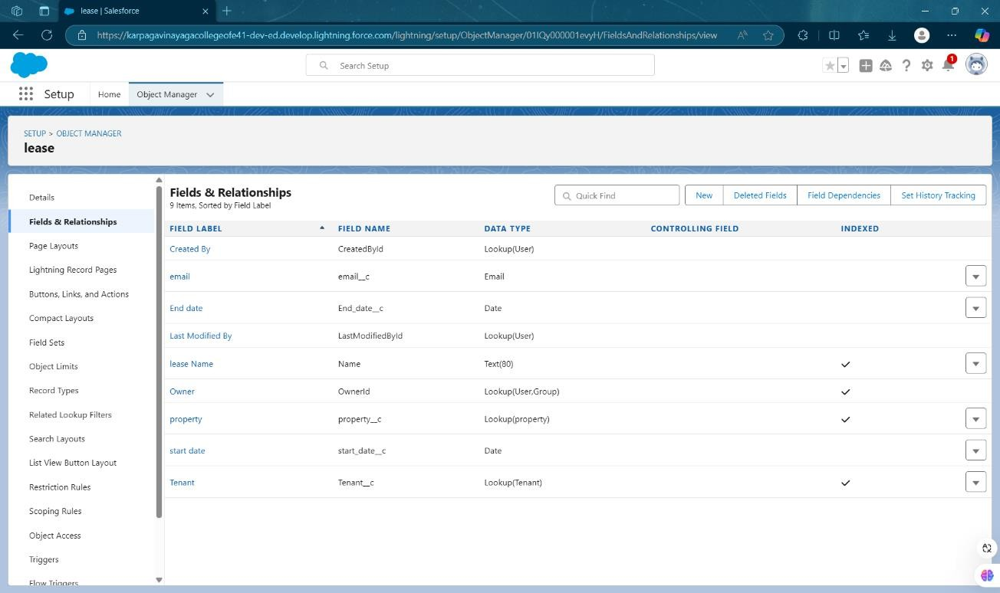 lease | Salesforce
https://karpagavinayagacollegeofe41-dev-ed.develop.lightning.force.com/lightning/setup/ObjectManager/01IQy000001evyH/FieldsAndRelationships/view
Search Setup
1
Setup
Home
Object Manager
SETUP > OBJECT MANAGER
lease
Details
Fields & Relationships
Page Layouts
Lightning Record Pages
Buttons, Links, and Actions
Compact Layouts
Field Sets
Object Limits
Record Types
Related Lookup Filters
Search Layouts
List View Button Layout
Restriction Rules
Scoping Rules
Object Access
Triggers
Flow Triggers
Fields & Relationships
9 Items, Sorted by Field Label
Quick Find
New
Deleted Fields
Field Dependencies
Set History Tracking
FIELD LABEL FIELD NAME DATA TYPE CONTROLLING FIELD INDEXED
Created By CreatedById Lookup(User)
email email__c Email
End date End_date__c Date
Last Modified By LastModifiedById Lookup(User)
lease Name Name Text(80)
Owner OwnerId Lookup(User,Group)
property property__c Lookup(property)
start date start_date__c Date
Tenant Tenant__c Lookup(Tenant)